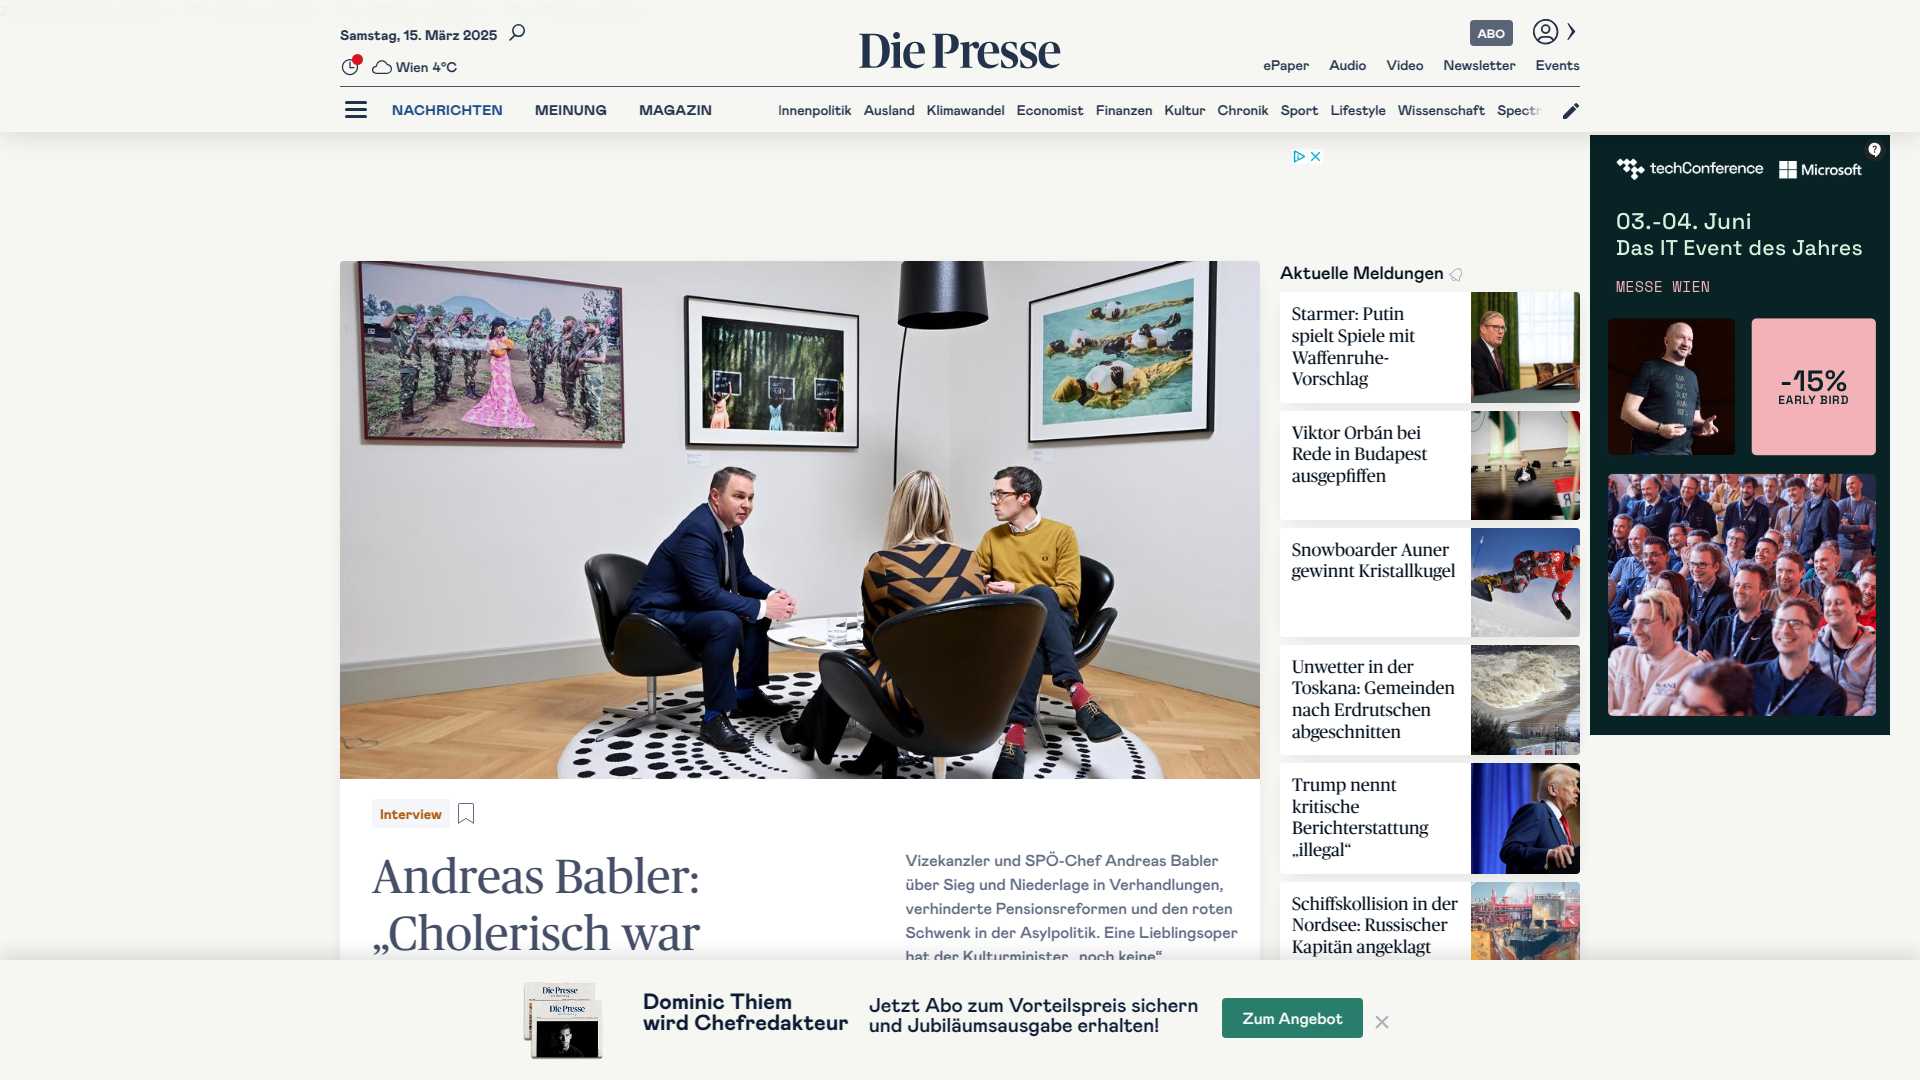 Samstag, 15. März 2025
Wien 4°C
Die Presse
ABO
ePaper Audio Video Newsletter Events
NACHRICHTEN MEINUNG MAGAZIN
Innenpolitik Ausland Klimawandel Economist Finanzen Kultur Chronik Sport Lifestyle Wissenschaft Spectr
Interview
Andreas Babler:
„Cholerisch war
Vizekanzler und SPÖ-Chef Andreas Babler
über Sieg und Niederlage in Verhandlungen,
verhinderte Pensionsreformen und den roten
Schwenk in der Asylpolitik. Eine Lieblingsoper
hat der Kulturminister „noch keine“
Aktuelle Meldungen
Starmer: Putin
spielt Spiele mit
Waffenruhe-
Vorschlag
Viktor Orbán bei
Rede in Budapest
ausgepfiffen
Snowboarder Auner
gewinnt Kristallkugel
Unwetter in der
Toskana: Gemeinden
nach Erdrutschen
abgeschnitten
Trump nennt
kritische
Berichterstattung
„illegal“
Schiffskollision in der
Nordsee: Russischer
Kapitän angeklagt
techConference Microsoft
03.-04. Juni
Das IT Event des Jahres
MESSE WIEN
-15%
EARLY BIRD
Die Presse
Die Presse
Dominic Thiem
wird Chefredakteur
Jetzt Abo zum Vorteilspreis sichern
und Jubiläumsausgabe erhalten!
Zum Angebot